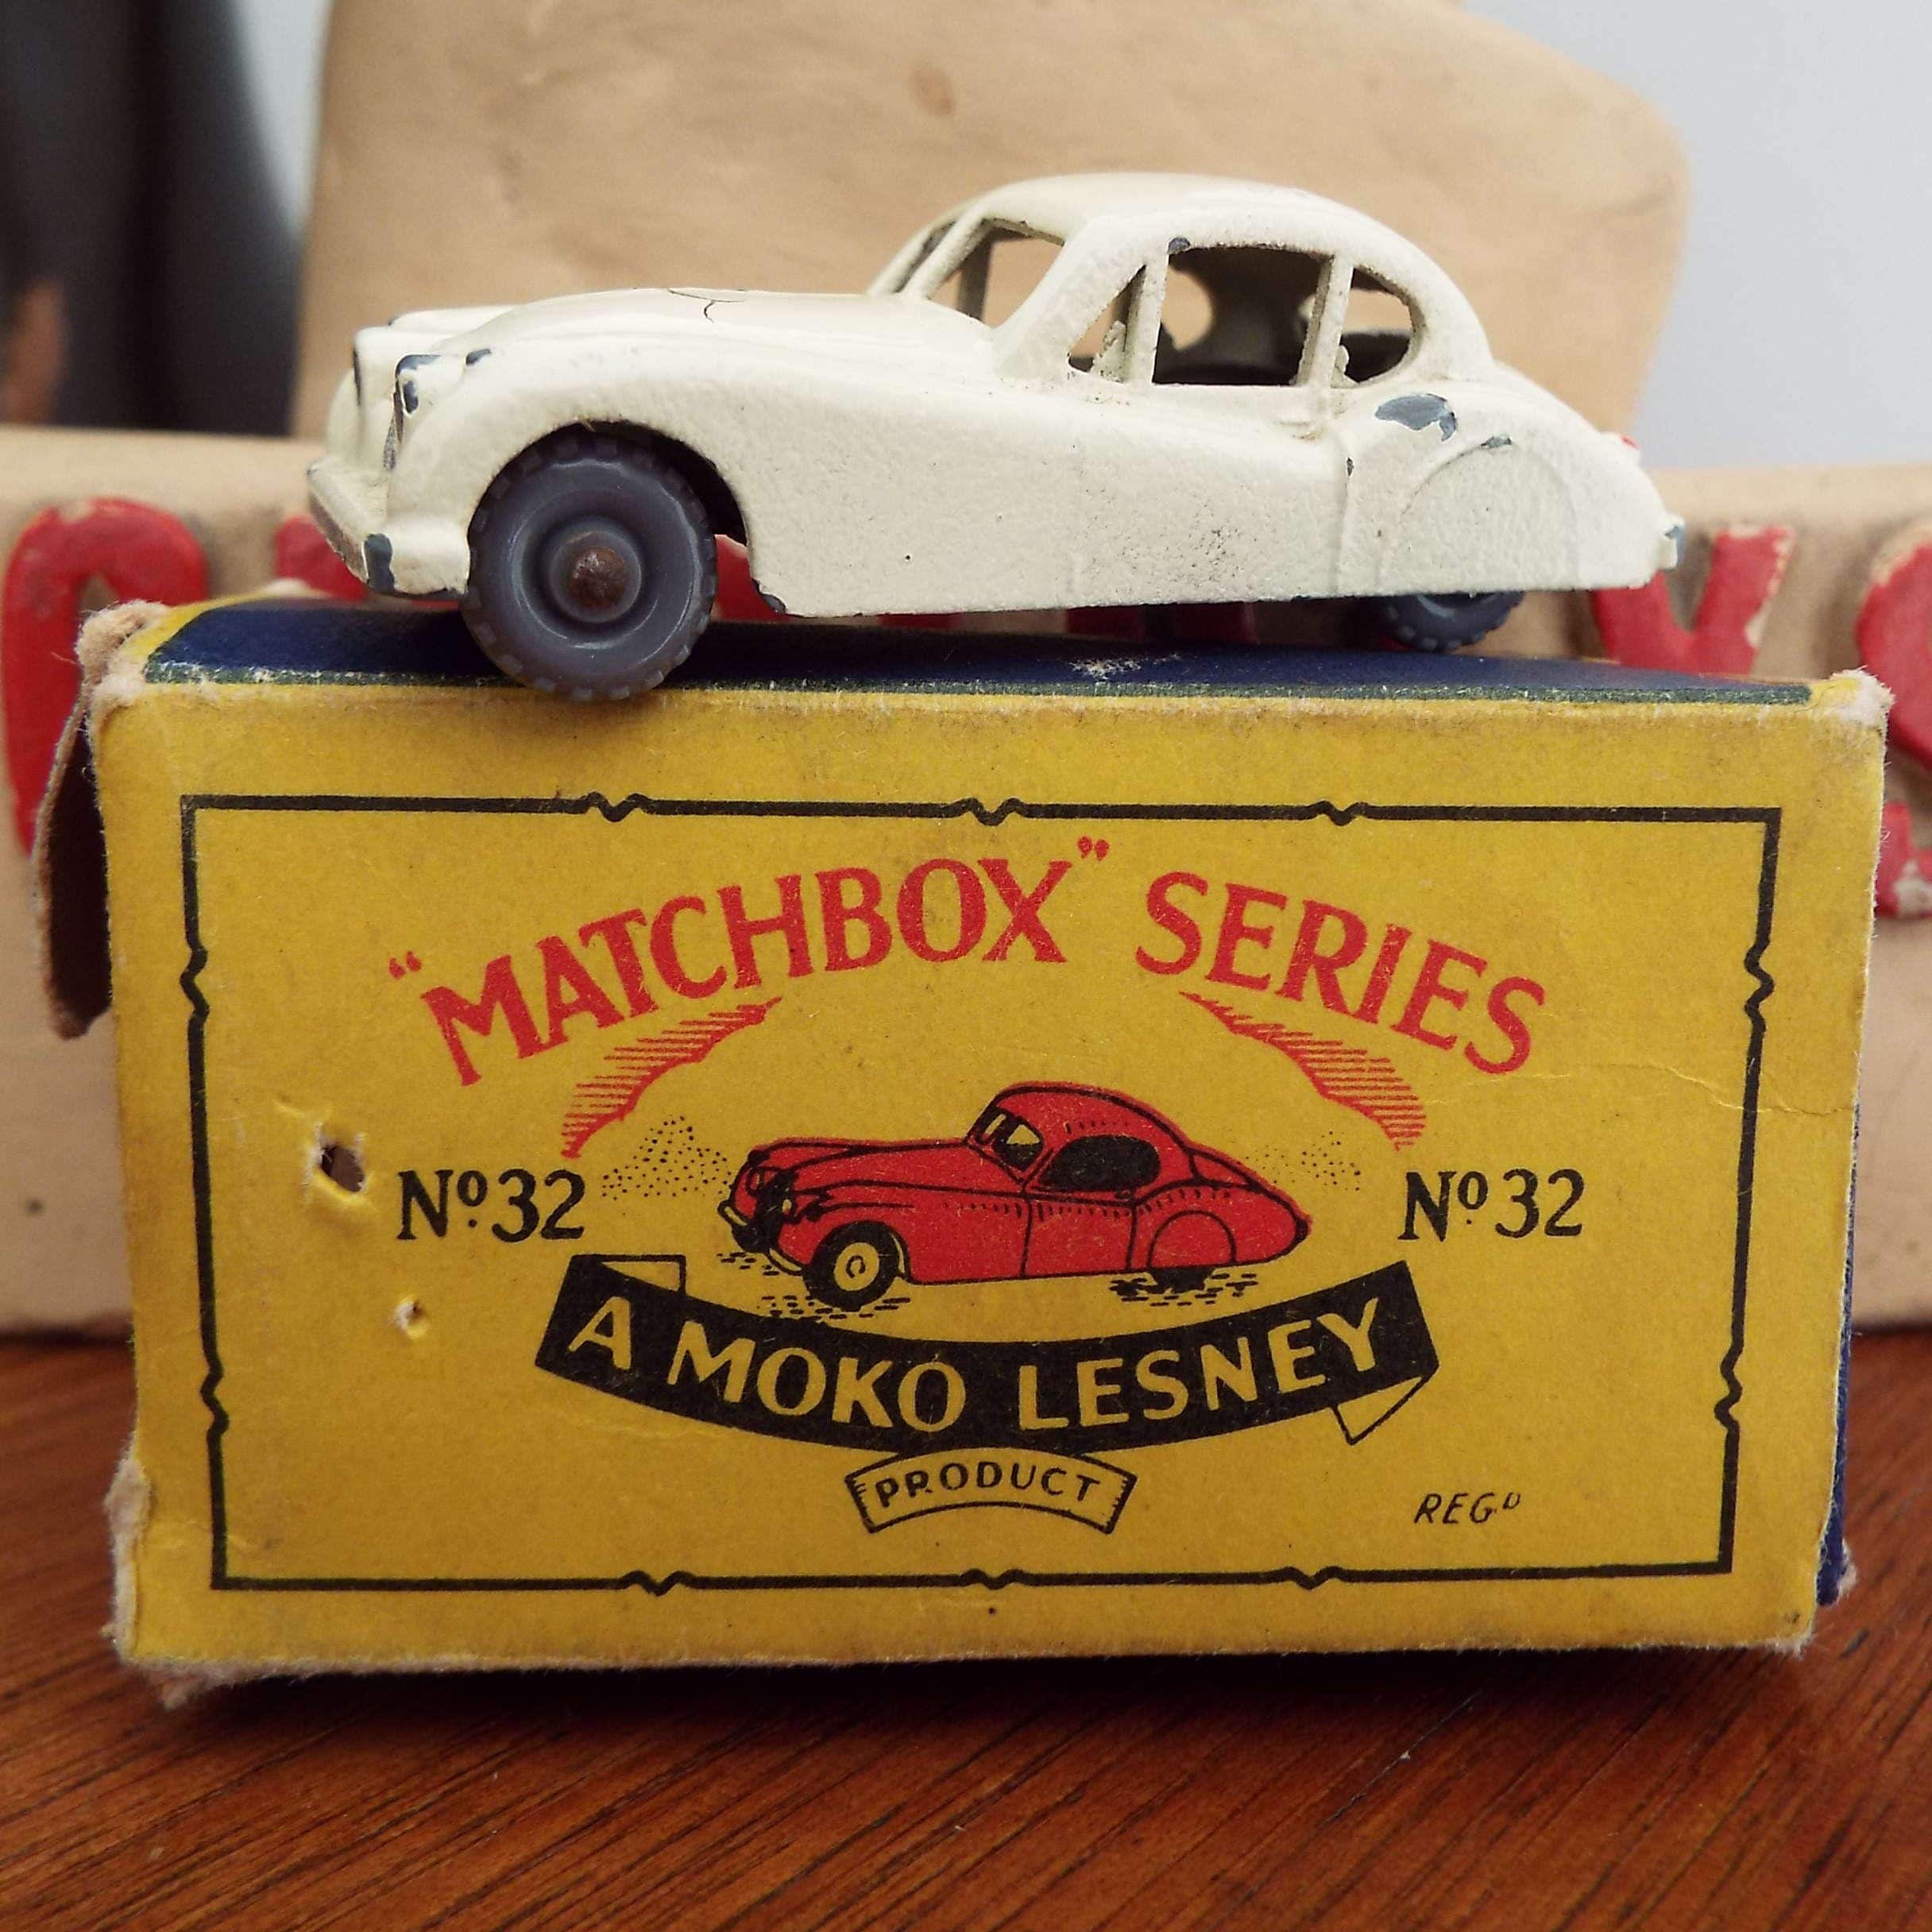 "MATCHBOX" SERIES
Nº32 Nº32
A MOKO LESNEY
PRODUCT
REGD